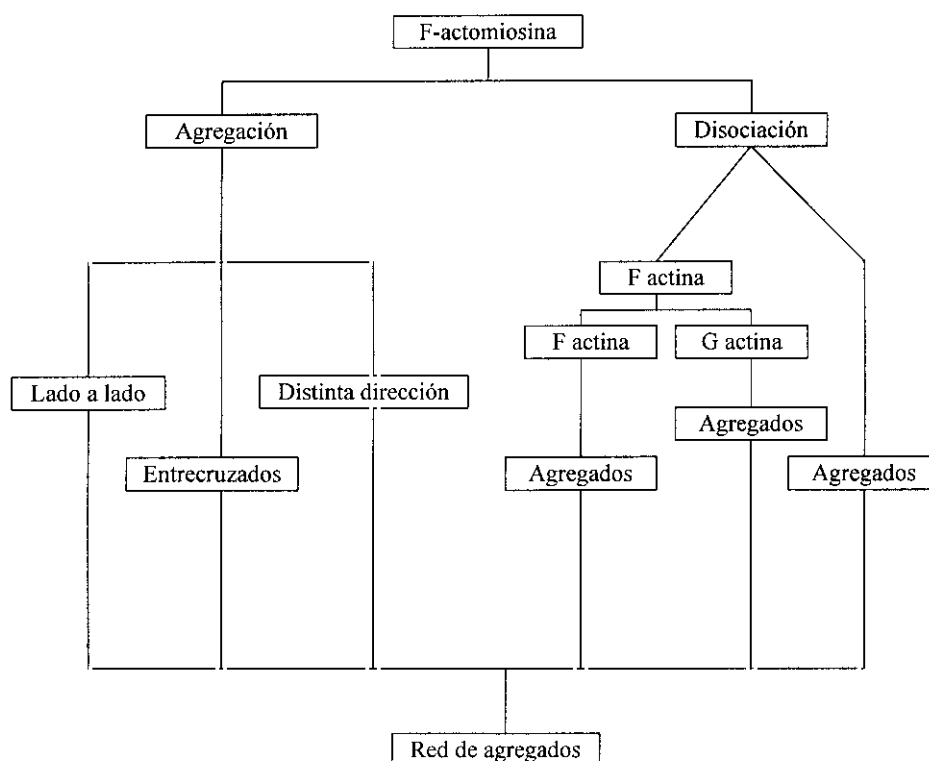 F-actomiosina
Agregación
Disociación
F actina
F actina
G actina
Lado a lado
Distinta dirección
Agregados
Entrecruzados
Agregados
Agregados
Red de agregados